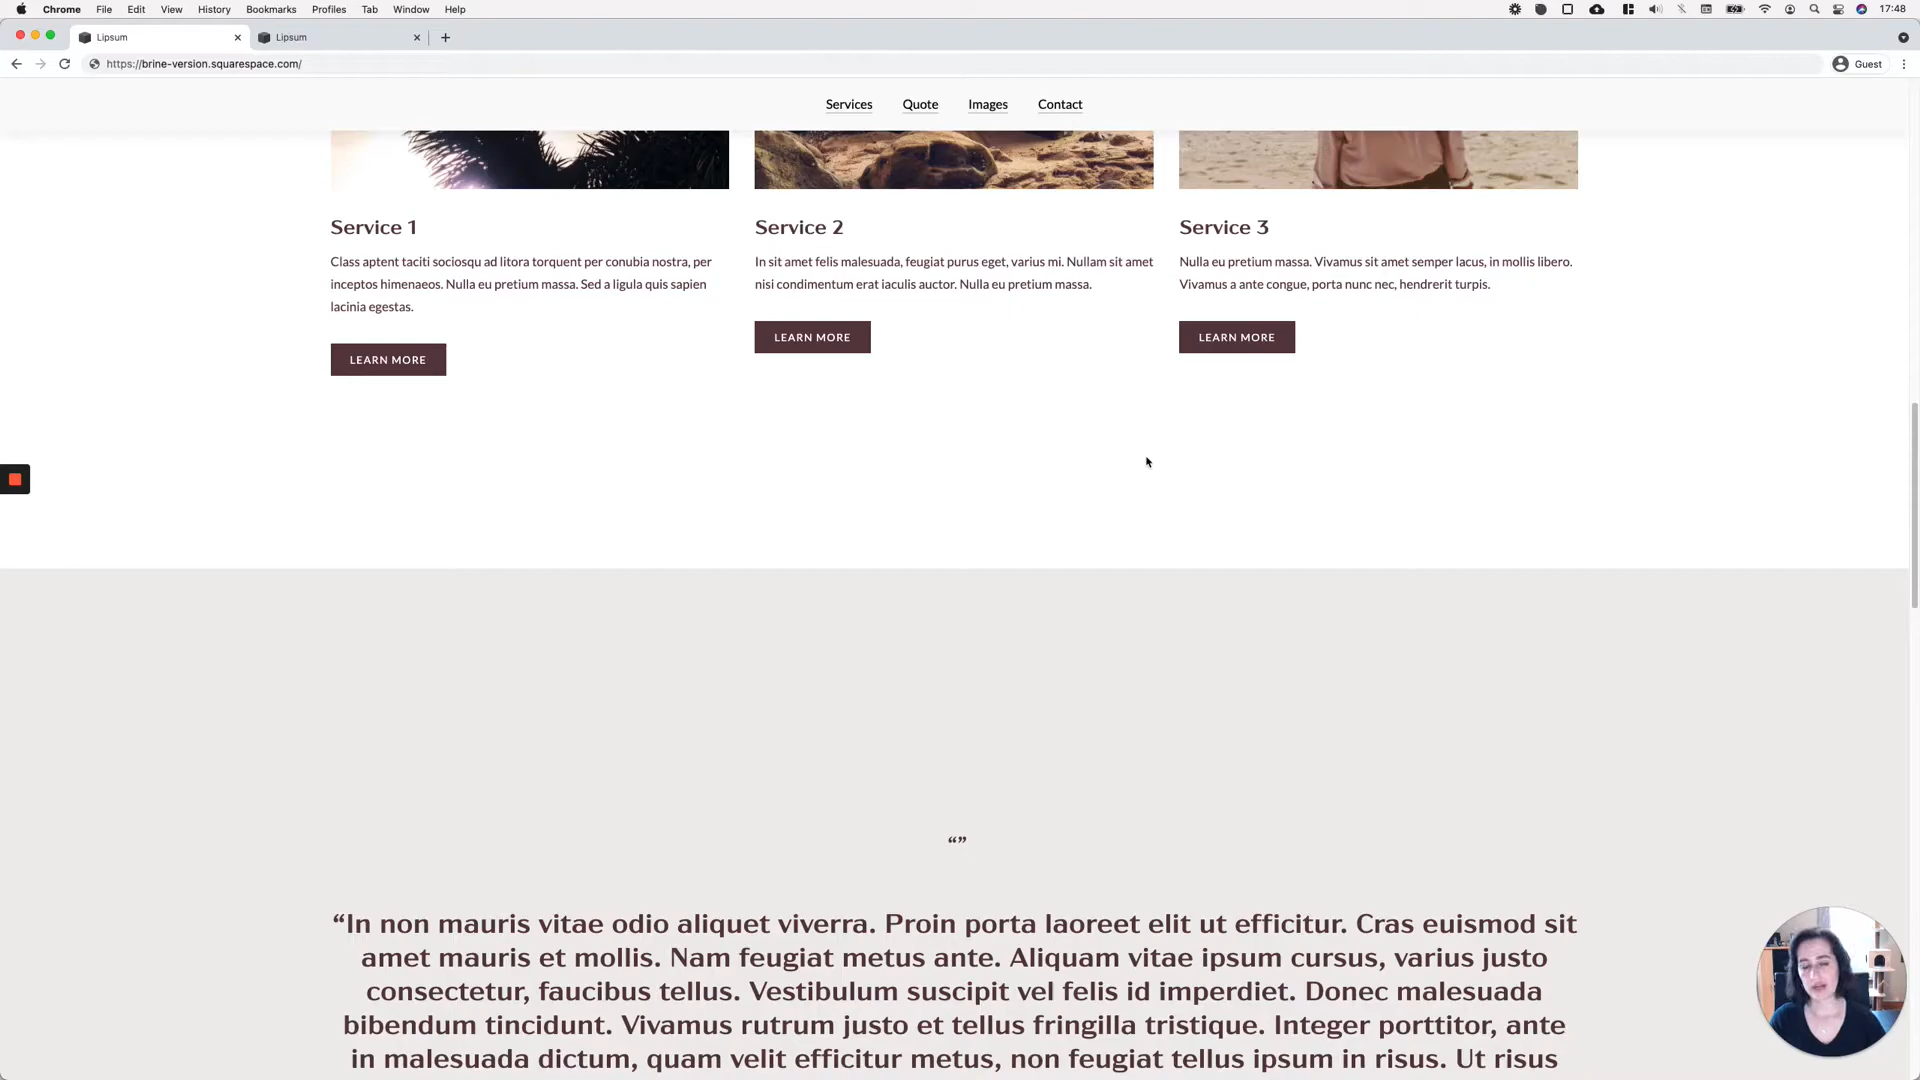 Chrome File Edit View History Bookmarks Profiles Tab Window Help 17:48
Lipsum Lipsum
https://brine-version.squarespace.com/ Guest
Services Quote Images Contact
Service 1
Class aptent taciti sociosqu ad litora torquent per conubia nostra, per
inceptos himenaeos. Nulla eu pretium massa. Sed a ligula quis sapien
lacinia egestas.
LEARN MORE
Service 2
In sit amet felis malesuada, feugiat purus eget, varius mi. Nullam sit amet
nisi condimentum erat iaculis auctor. Nulla eu pretium massa.
LEARN MORE
Service 3
Nulla eu pretium massa. Vivamus sit amet semper lacus, in mollis libero.
Vivamus a ante congue, porta nunc nec, hendrerit turpis.
LEARN MORE
“”
“In non mauris vitae odio aliquet viverra. Proin porta laoreet elit ut efficitur. Cras euismod sit
amet mauris et mollis. Nam feugiat metus ante. Aliquam vitae ipsum cursus, varius justo
consectetur, faucibus tellus. Vestibulum suscipit vel felis id imperdiet. Donec malesuada
bibendum tincidunt. Vivamus rutrum justo et tellus fringilla tristique. Integer porttitor, ante
in malesuada dictum, quam velit efficitur metus, non feugiat tellus ipsum in risus. Ut risus